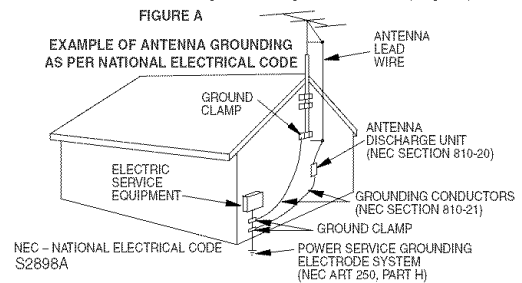 FIGURE A
EXAMPLE OF ANTENNA GROUNDING
AS PER NATIONAL ELECTRICAL CODE
ANTENNA
LEAD
WIRE
GROUND
CLAMP
ANTENNA
DISCHARGE UNIT
(NEC SECTION 810-20)
ELECTRIC
SERVICE
EQUIPMENT
GROUNDING CONDUCTORS
(NEC SECTION 810-21)
GROUND CLAMP
POWER SERVICE GROUNDING
ELECTRODE SYSTEM
(NEC ART 250, PART H)
NEC – NATIONAL ELECTRICAL CODE
S2898A